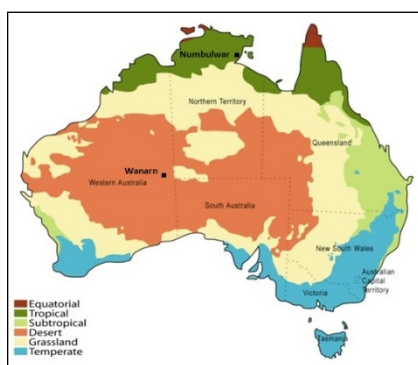 Numbulwar
Northern Territory
Queensland
Wanarn
Western Australia
South Australia
New South Wales
Australian
Capital
Territory
Victoria
Tasmania
Equatorial
Tropical
Subtropical
Desert
Grassland
Temperate